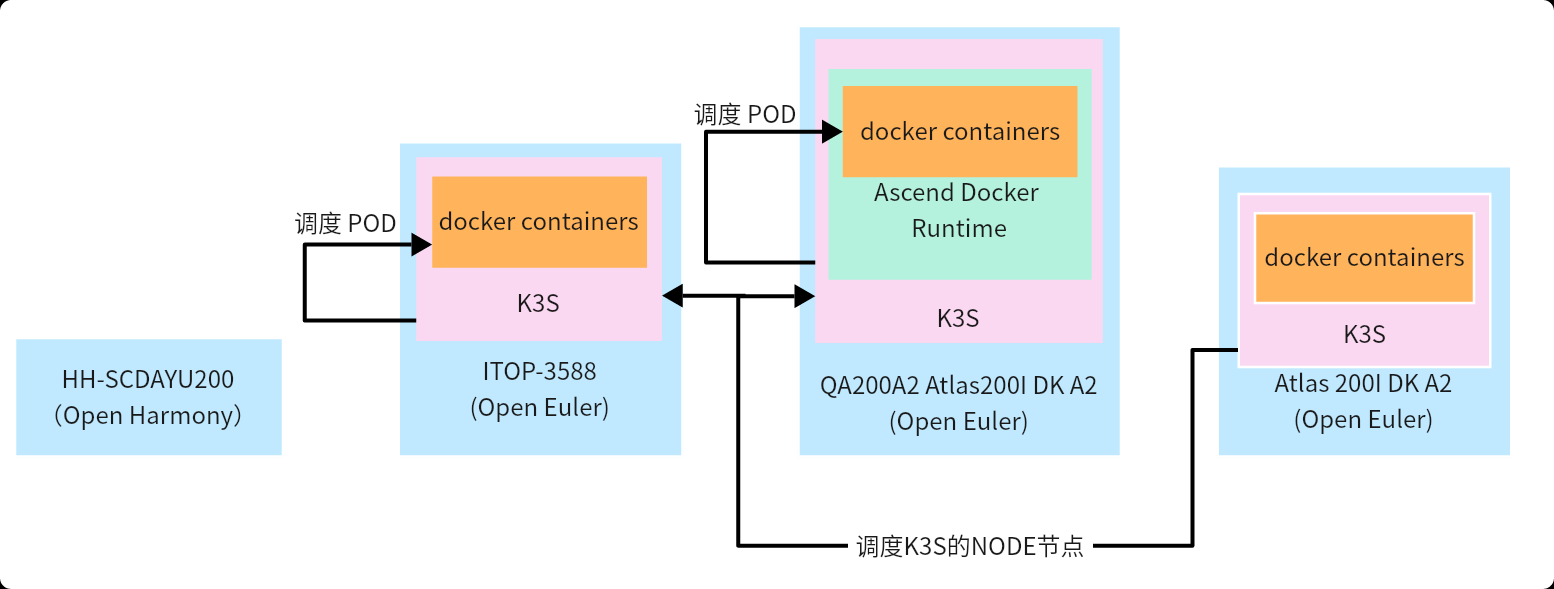 HH-SCDAYU200
（Open Harmony）
调度 POD
docker containers
K3S
ITOP-3588
(Open Euler)
调度 POD
docker containers
Ascend Docker
Runtime
K3S
QA200A2 Atlas200I DK A2
(Open Euler)
docker containers
K3S
Atlas 200I DK A2
(Open Euler)
调度K3S的NODE节点